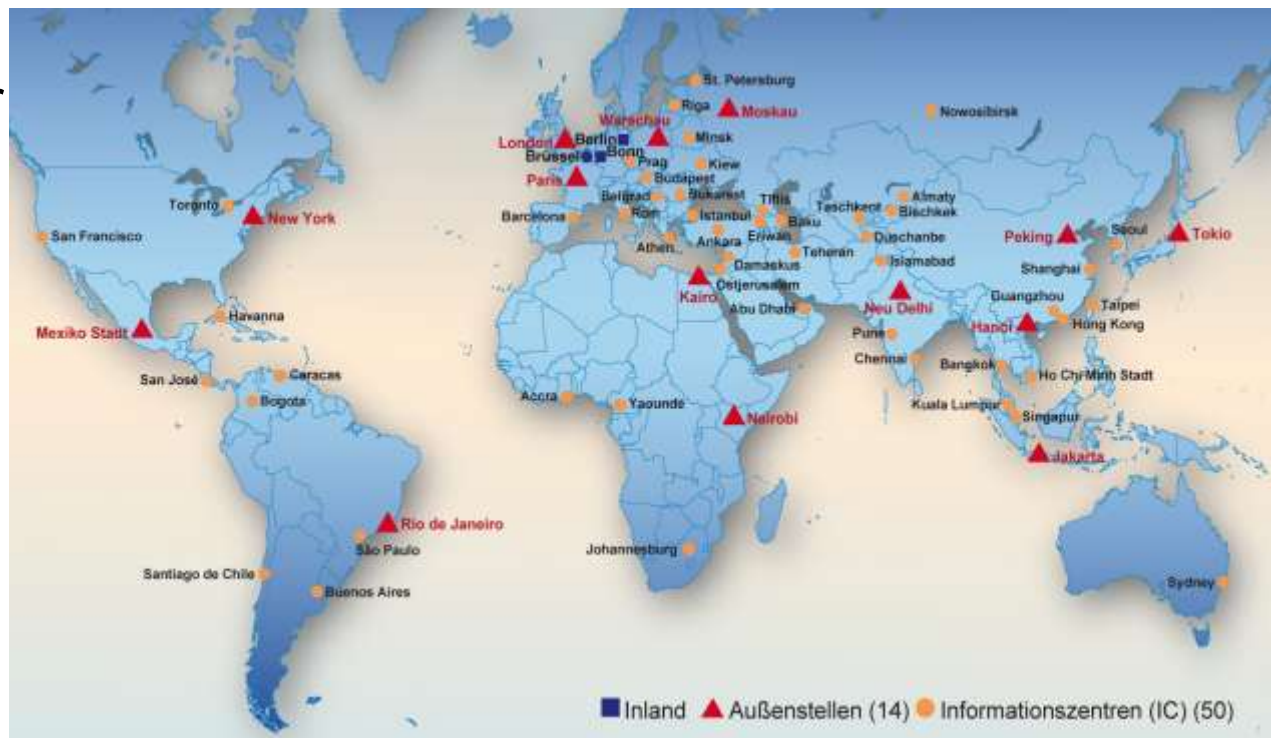 St. Petersburg
Riga
Moskau
Nowosibirsk
Warschau
London
Berlin
Minsk
Brüssel
Bonn
Prag
Kiew
Paris
Budapest
Belgrad
Bukarest
Tiflis
Taschkent
Almaty
Bischkek
Toronto
New York
Barcelona
Rom
Istanbul
Baku
San Francisco
Athen
Ankara
Eriwan
Teheran
Duschanbe
Peking
Seoul
Tokio
Damaskus
Islamabad
Shanghai
Kairo
Ostjerusalem
Abu Dhabi
Neu Delhi
Guangzhou
Taipei
Havanna
Mexiko Stadt
Pune
Hanoi
Hong Kong
Chennai
Bangkok
San José
Caracas
Ho Chi Minh Stadt
Bogota
Accra
Yaoundé
Kuala Lumpur
Singapur
Nairobi
Jakarta
Rio de Janeiro
São Paulo
Johannesburg
Santiago de Chile
Buenos Aires
Sydney
Inland Außenstellen (14) Informationszentren (IC) (50)